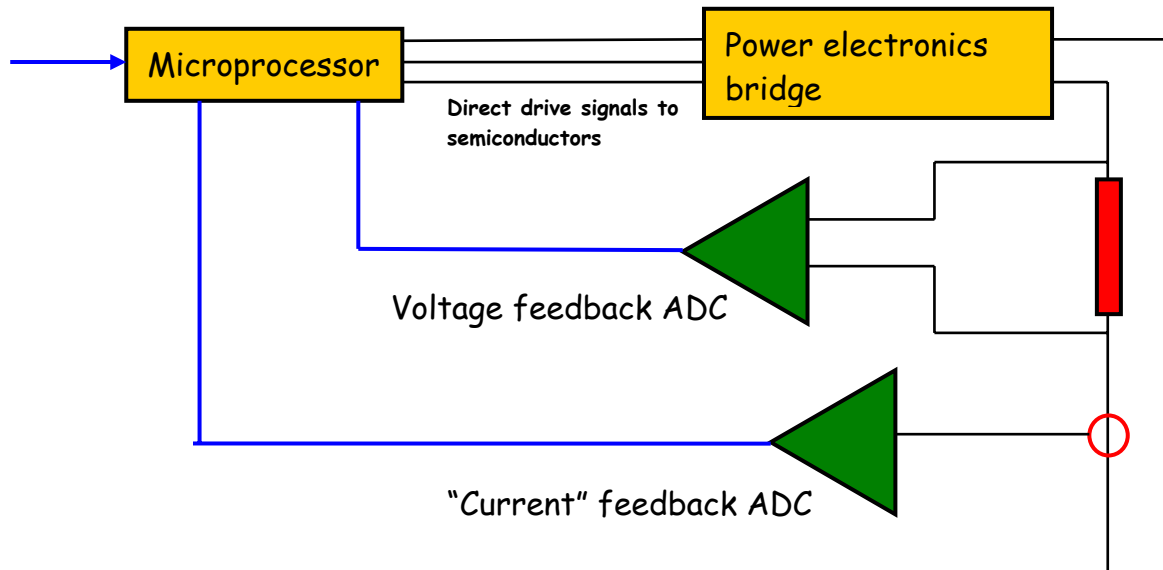 Microprocessor
Power electronics
bridge
Direct drive signals to
semiconductors
Voltage feedback ADC
“Current” feedback ADC